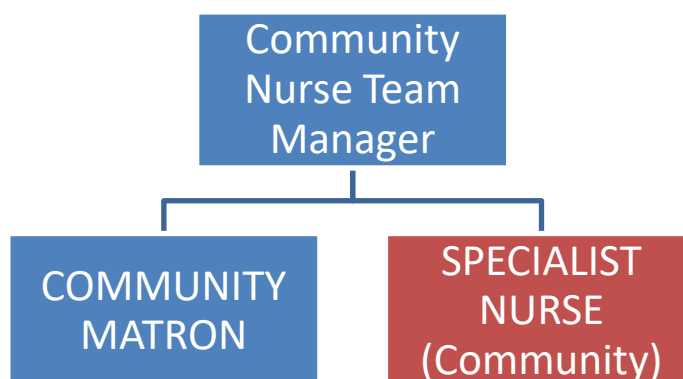 Community
Nurse Team
Manager
COMMUNITY
MATRON
SPECIALIST
NURSE
(Community)